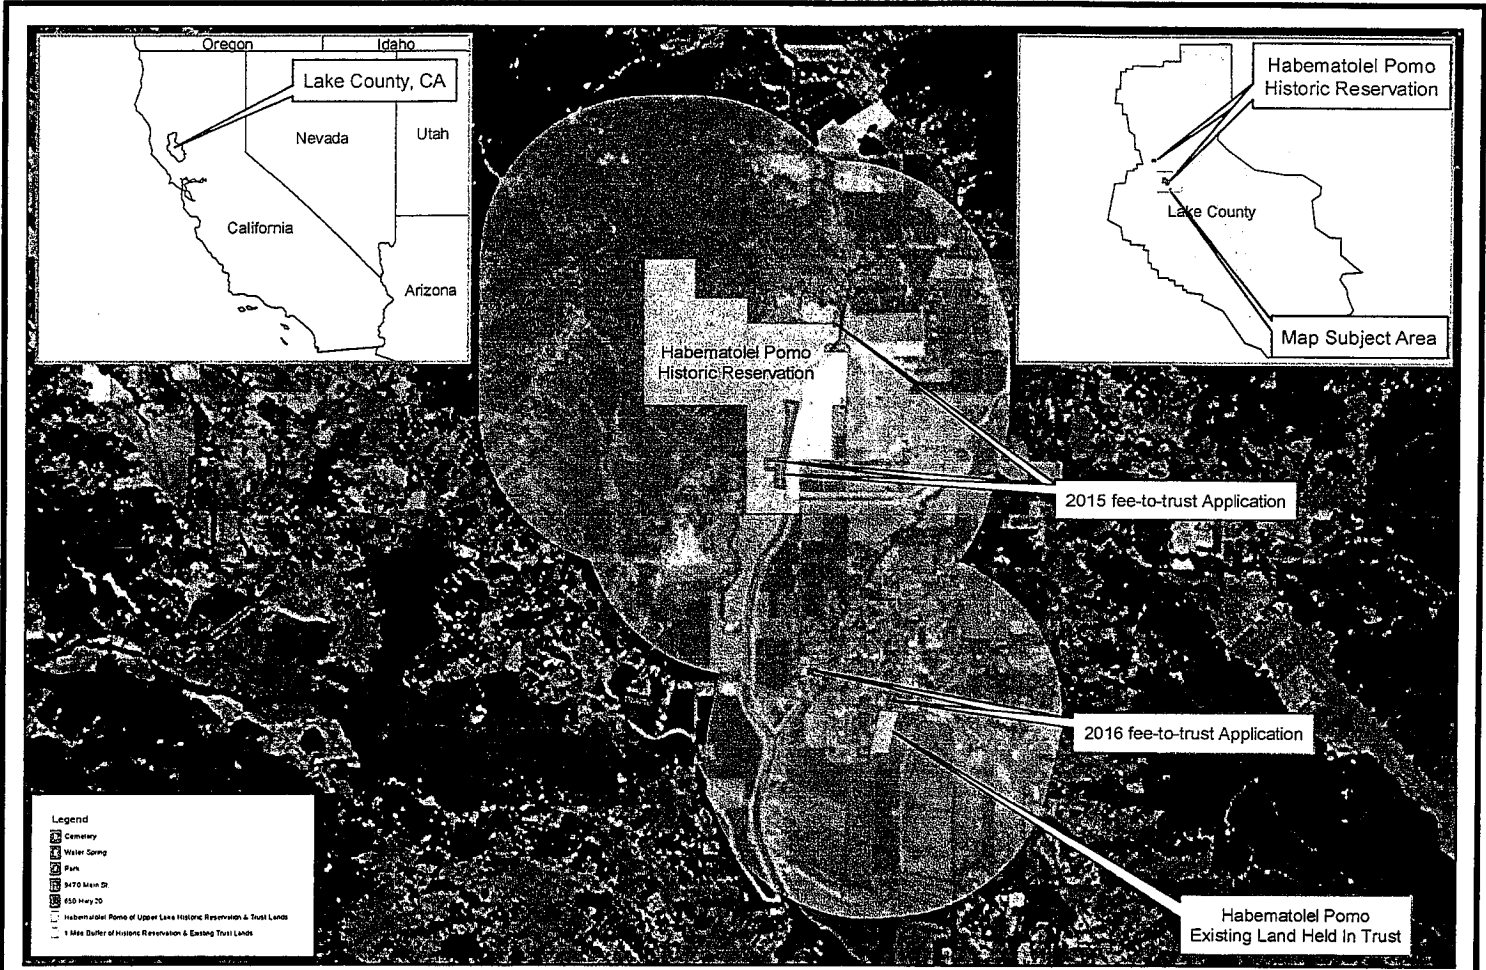 Oregon
Idaho
Lake County, CA
Nevada
Utah
California
Arizona
Habematolel Pomo
Historic Reservation
Lake County
Map Subject Area
Habematolel Pomo
Historic Reservation
2015 fee-to-trust Application
2016 fee-to-trust Application
Habematolel Pomo
Existing Land Held In Trust
Legend
Cemetery
Water Spring
Park
9470 Main St.
650 Hwy 20
Habematolel Pomo of Upper Lake Historic Reservation & Trust Lands
1 Mile Buffer of Historic Reservation & Existing Trust Lands